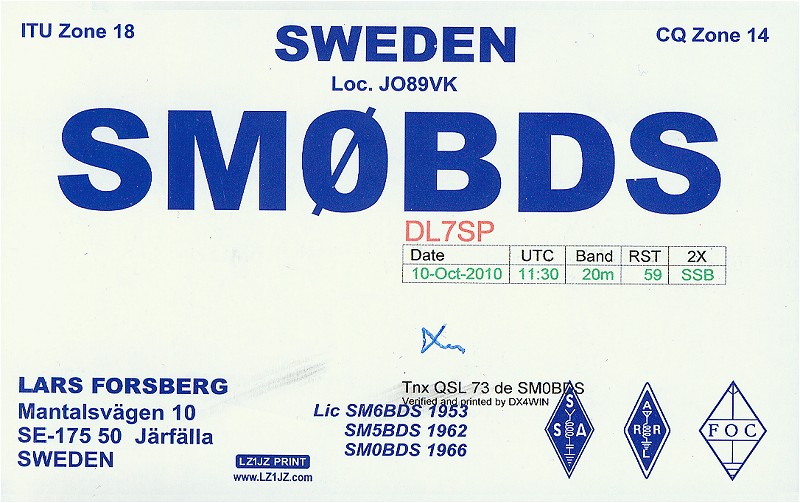 ITU Zone 18
SWEDEN
CQ Zone 14
Loc. JO89VK
SMØBDS
DL7SP
Date UTC Band RST 2X
10-Oct-2010 11:30 20m 59 SSB
Tnx QSL 73 de SM0BDS
Verified and printed by DX4WIN
LARS FORSBERG
Mantalsvägen 10
SE-175 50 Järfälla
SWEDEN
Lic SM6BDS 1953
SM5BDS 1962
SM0BDS 1966
LZ1JZ PRINT
www.LZ1JZ.com
SSA
ARRL
FOC